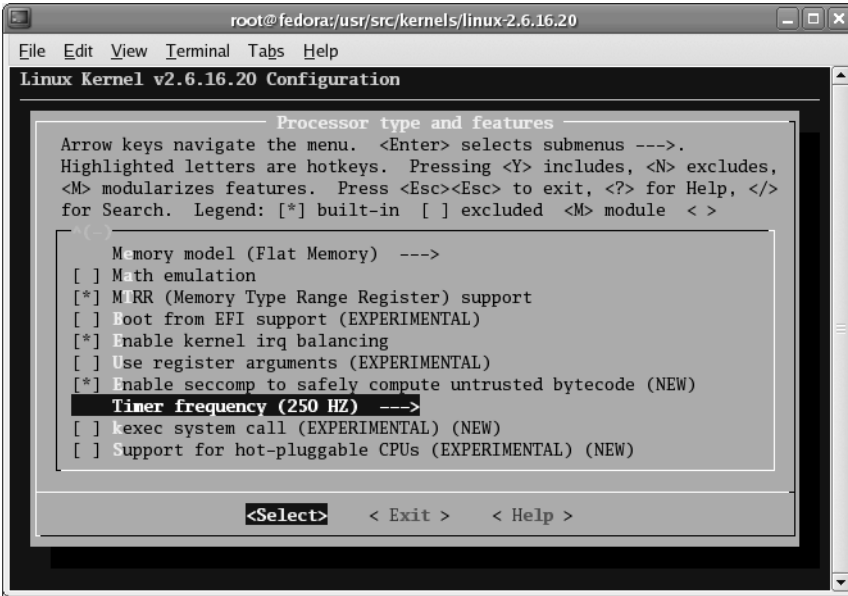 root@fedora:/usr/src/kernels/linux-2.6.16.20
File Edit View Terminal Tabs Help
Linux Kernel v2.6.16.20 Configuration
Processor type and features
Arrow keys navigate the menu. <Enter> selects submenus --->.
Highlighted letters are hotkeys. Pressing <Y> includes, <N> excludes,
<M> modularizes features. Press <Esc><Esc> to exit, <?> for Help, </>
for Search. Legend: [*] built-in [ ] excluded <M> module < >
^(-)
Memory model (Flat Memory) --->
[ ] Math emulation
[*] MTRR (Memory Type Range Register) support
[ ] Boot from EFI support (EXPERIMENTAL)
[*] Enable kernel irq balancing
[ ] Use register arguments (EXPERIMENTAL)
[*] Enable seccomp to safely compute untrusted bytecode (NEW)
Timer frequency (250 HZ) --->
[ ] kexec system call (EXPERIMENTAL) (NEW)
[ ] Support for hot-pluggable CPUs (EXPERIMENTAL) (NEW)
<Select> < Exit > < Help >